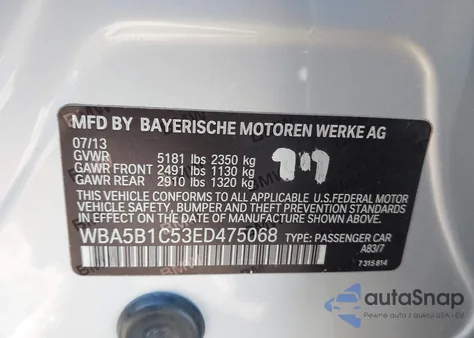 MFD BY BAYERISCHE MOTOREN WERKE AG
07/13
GVWR 5181 lbs 2350 kg
GAWR FRONT 2491 lbs 1130 kg
GAWR REAR 2910 lbs 1320 kg
THIS VEHICLE CONFORMS TO ALL APPLICABLE U.S.FEDERAL MOTOR
VEHICLE SAFETY, BUMPER, AND THEFT PREVENTION STANDARDS
IN EFFECT ON THE DATE OF MANUFACTURE SHOWN ABOVE.
WBA5B1C53ED475068 TYPE: PASSENGER CAR
A83/7
7315814
autoSnap
Pewne auta z USA i EU